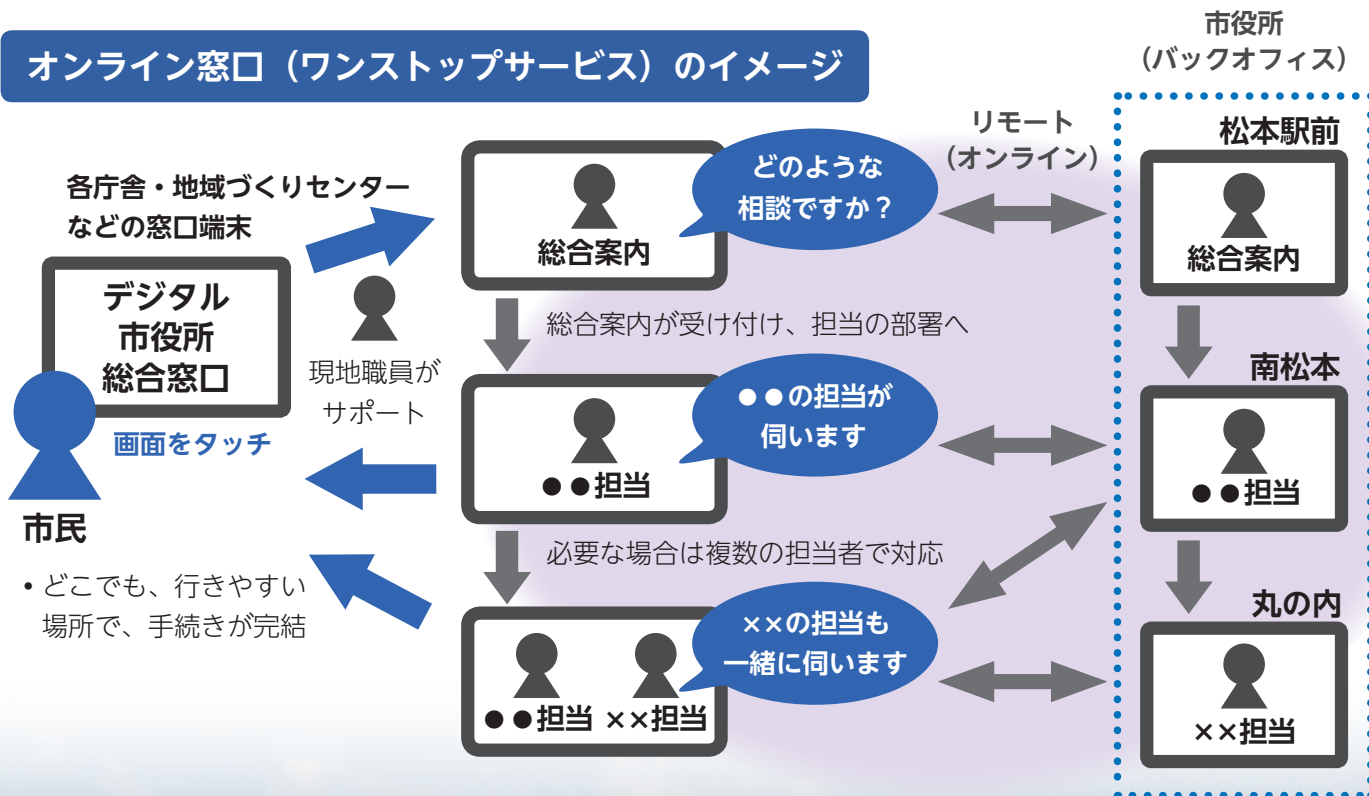 オンライン窓口（ワンストップサービス）のイメージ
市役所
（バックオフィス）
各庁舎・地域づくりセンター
などの窓口端末
デジタル
市役所
総合窓口
画面をタッチ
市民
• どこでも、行きやすい
場所で、手続きが完結
現地職員が
サポート
総合案内
どのような
相談ですか？
総合案内が受け付け、担当の部署へ
●●担当
●●の担当が
伺います
必要な場合は複数の担当者で対応
●●担当 ××担当
××の担当も
一緒に伺います
リモート
（オンライン）
松本駅前
総合案内
南松本
●●担当
丸の内
××担当